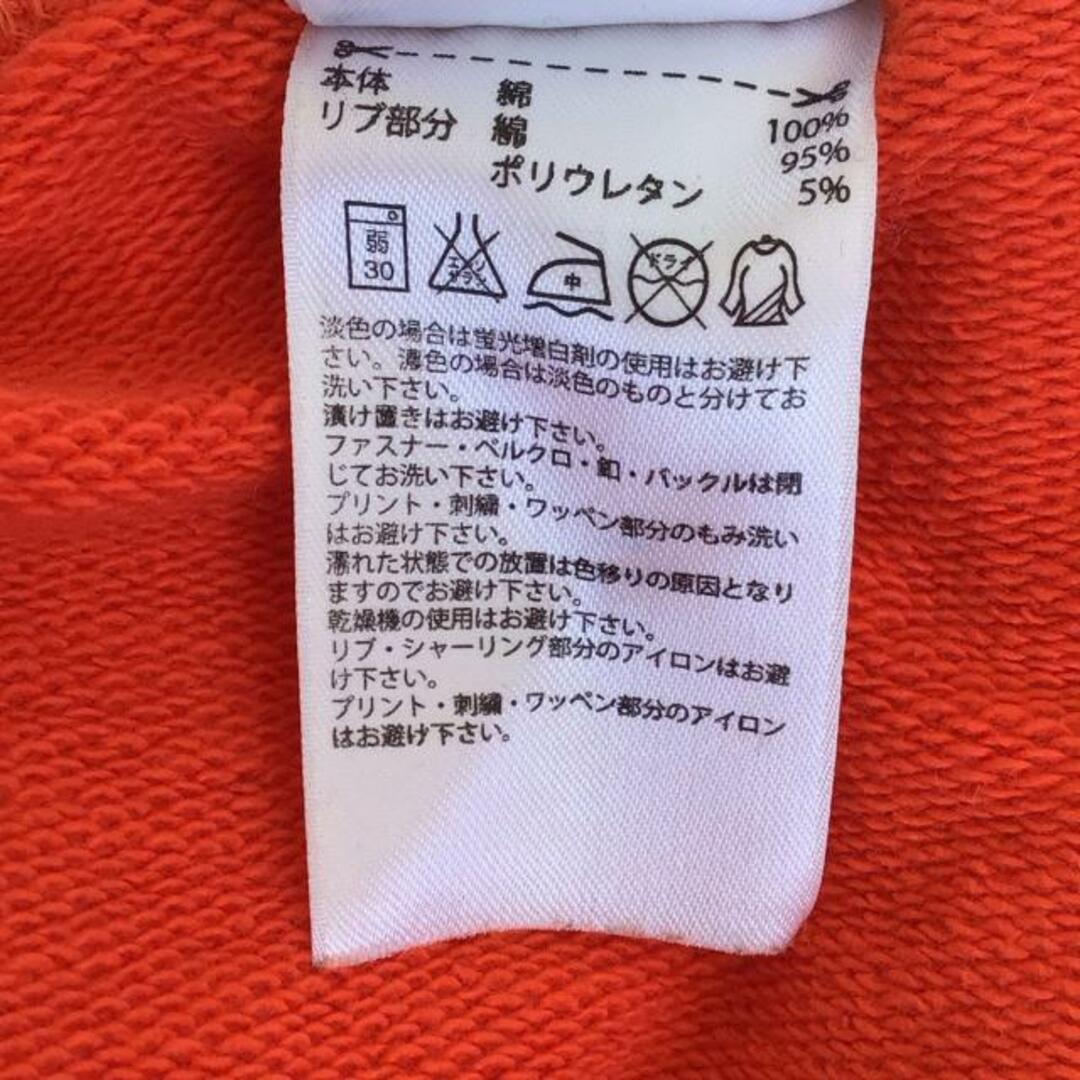 本体 綿 100%
リブ部分 綿 95%
ポリウレタン 5%
弱 30 エンソ サラシ 中 ドライ
淡色の場合は蛍光増白剤の使用はお避け下
さい。濃色の場合は淡色のものと分けてお
洗い下さい。
漬け置きはお避け下さい。
ファスナー・ベルクロ・釦・バックルは閉
じてお洗い下さい。
プリント・刺繍・ワッペン部分のもみ洗い
はお避け下さい。
濡れた状態での放置は色移りの原因となり
ますのでお避け下さい。
乾燥機の使用はお避け下さい。
リブ・シャーリング部分のアイロンはお避
け下さい。
プリント・刺繍・ワッペン部分のアイロン
はお避け下さい。